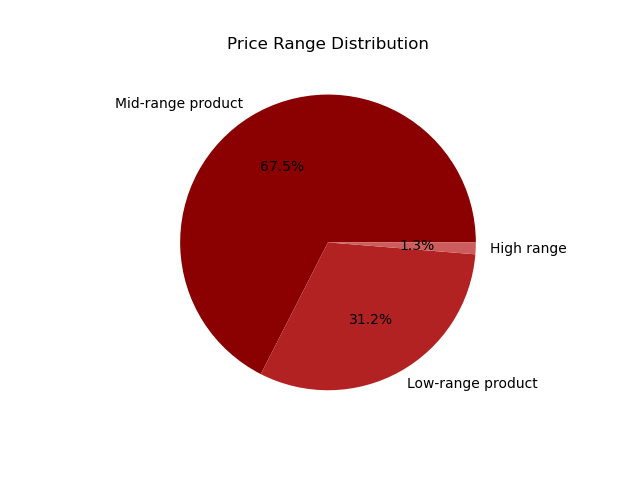 Price Range Distribution
Mid-range product
67.5%
1.3%
High range
31.2%
Low-range product